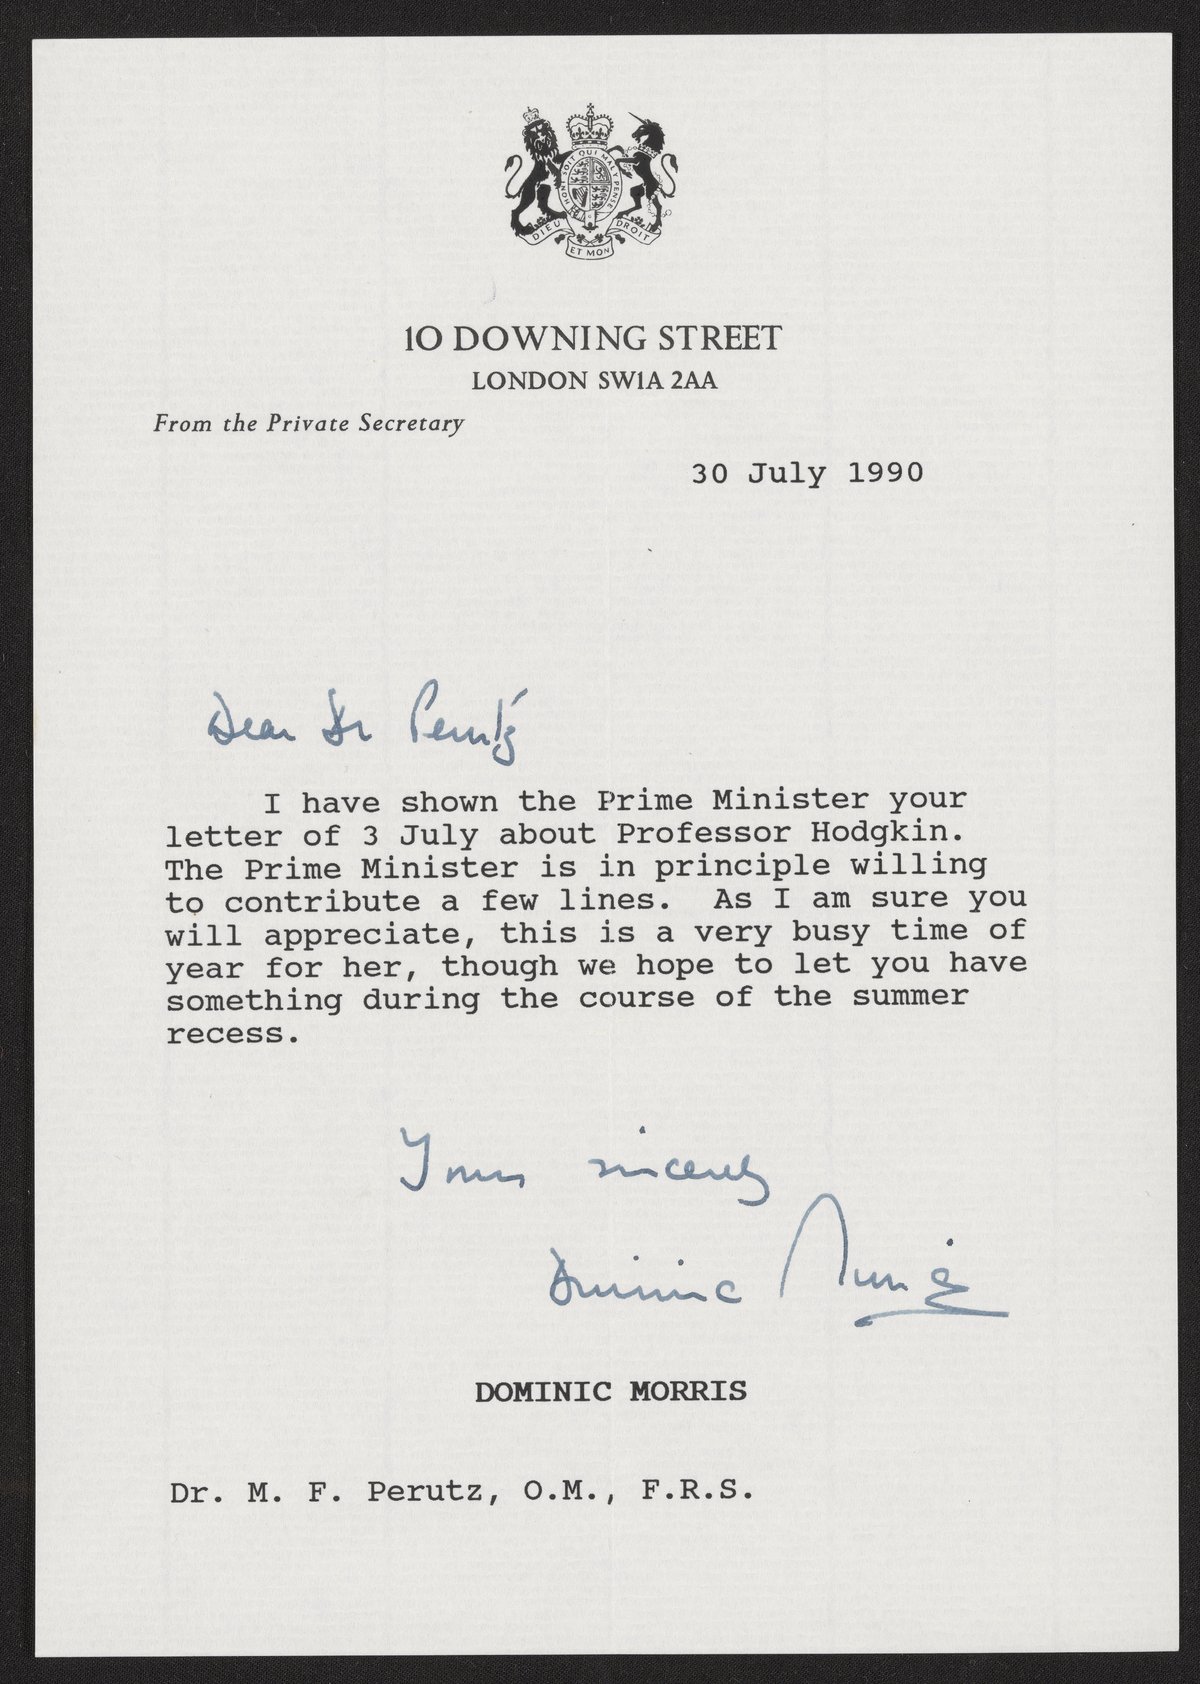 HONI SOIT QUI MAL Y PENSE
DIEU ET MON DROIT
10 DOWNING STREET
LONDON SW1A 2AA
From the Private Secretary
30 July 1990
Dear Dr Perutz
I have shown the Prime Minister your
letter of 3 July about Professor Hodgkin.
The Prime Minister is in principle willing
to contribute a few lines.  As I am sure you
will appreciate, this is a very busy time of
year for her, though we hope to let you have
something during the course of the summer
recess.
Yours sincerely
Dominic Morris
DOMINIC MORRIS
Dr. M. F. Perutz, O.M., F.R.S.